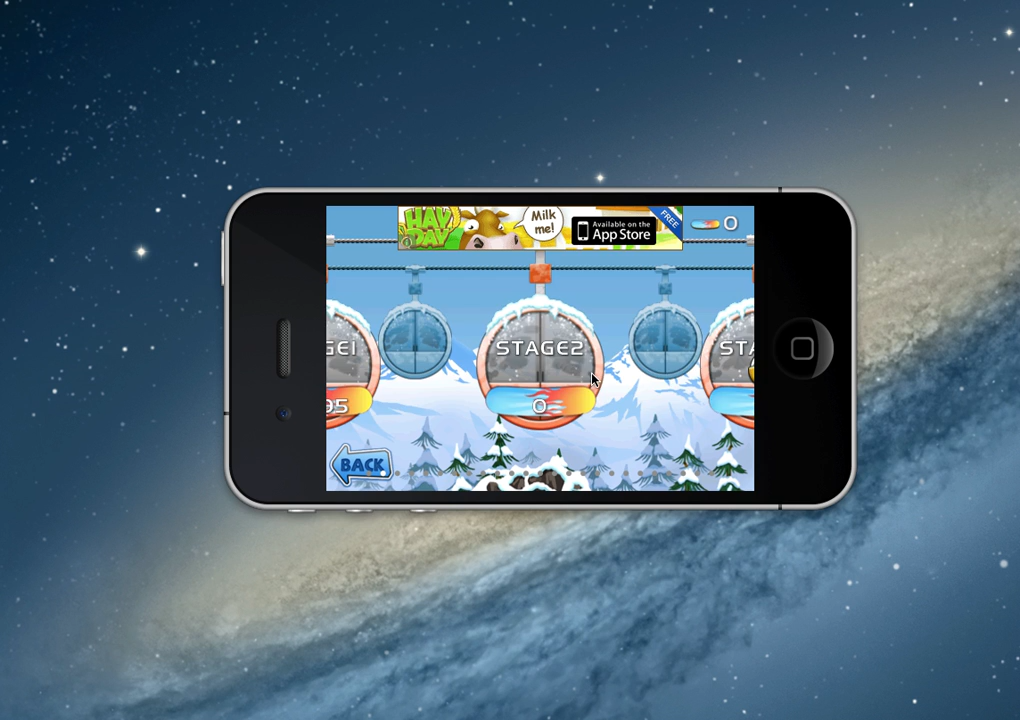 HAY
DAY
Milk
me!
Available on the
App Store
FREE
0
STAGE2
0
BACK